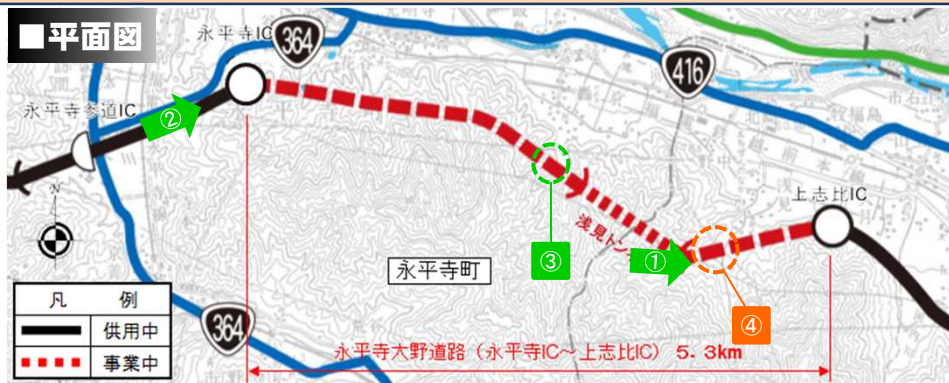 ■平面図
永平寺IC
364
416
永平寺参道IC
②
上志比IC
③
浅見トン
①
永平寺町
④
凡 例
供用中
事業中
364
永平寺大野道路（永平寺IC～上志比IC） 5.3km